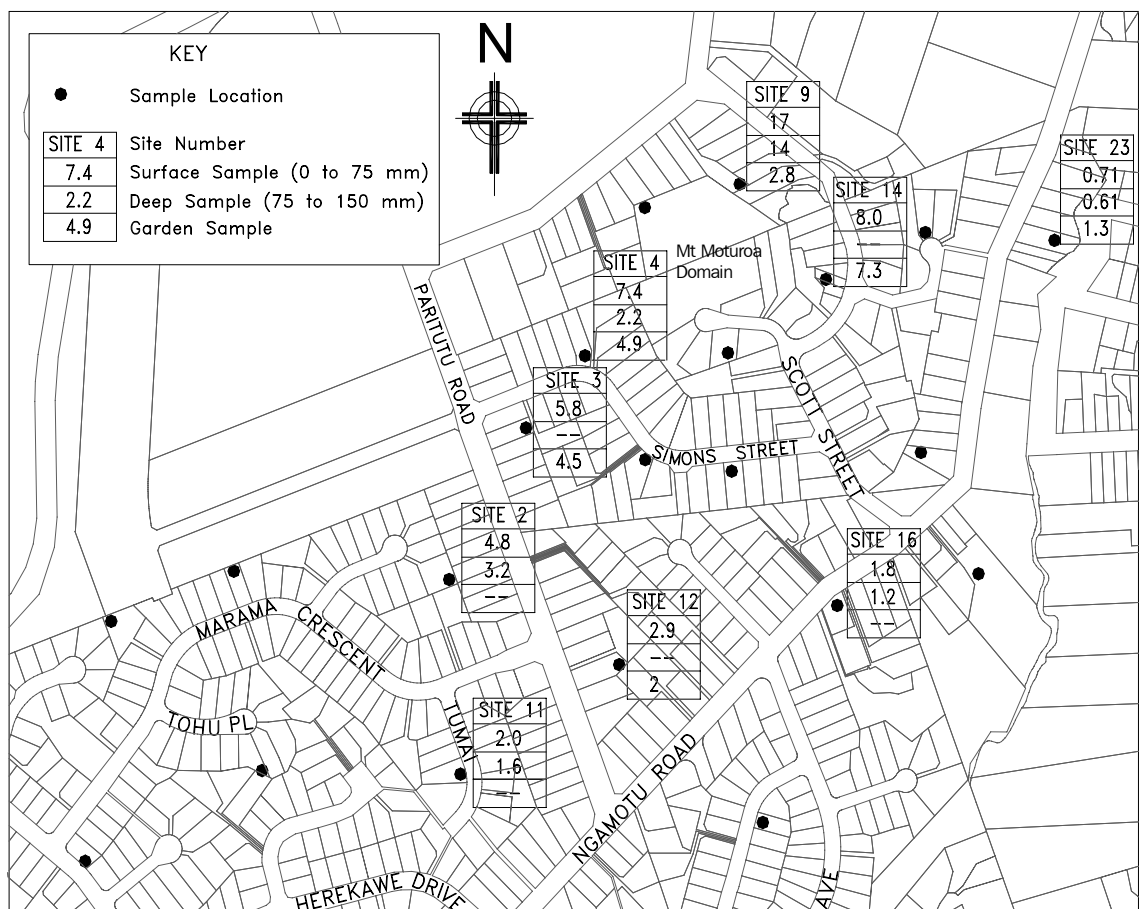 KEY
N
Sample Location
SITE 4 Site Number
7.4 Surface Sample (0 to 75 mm)
2.2 Deep Sample (75 to 150 mm)
4.9 Garden Sample
SITE 9
17
14
2.8
SITE 23
0.71
0.61
1.3
SITE 14
8.0
--
7.3
Mt Moturoa
Domain
SITE 4
7.4
2.2
4.9
PARITUTU ROAD
SITE 3
5.8
--
4.5
SCOTT STREET
SIMONS STREET
SITE 2
4.8
3.2
--
SITE 16
1.8
1.2
--
SITE 12
2.9
--
2
MARAMA CRESCENT
TOHU PL
TUMAI
SITE 11
2.0
1.6
--
NGAMOTU ROAD
HEREKAWE DRIVE
AVE